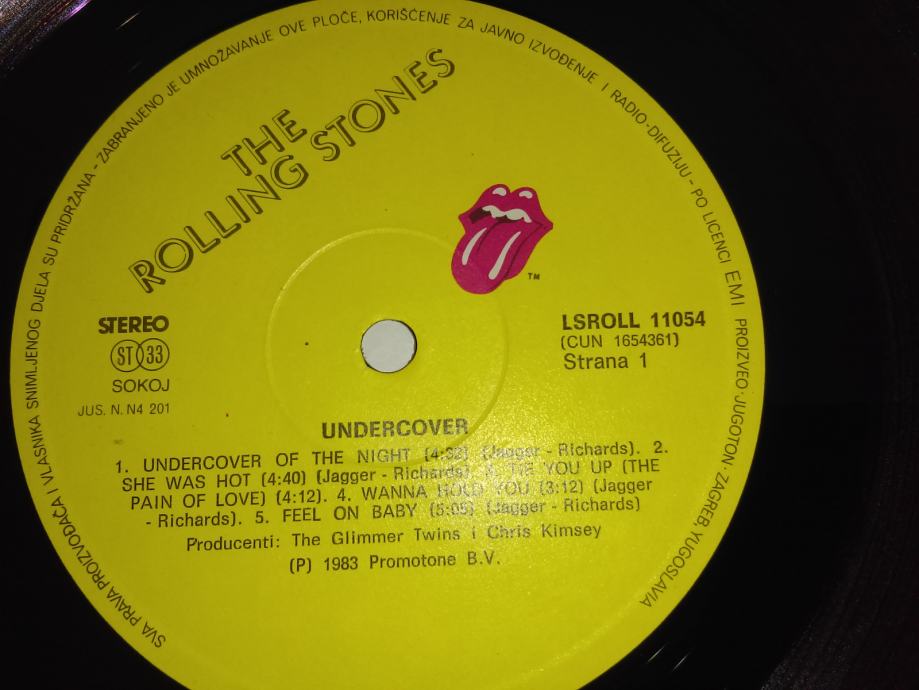 SVA PRAVA PROIZVOĐAČA I VLASNIKA SNIMLJENOG DJELA SU PRIDRŽANA - ZABRANJENO JE UMNOŽAVANJE OVE PLOČE, KORIŠĆENJE ZA JAVNO IZVOĐENJE I RADIO-DIFUZIJU - PO LICENCI EMI PROIZVEO JUGOTON - ZAGREB, YUGOSLAVIA
THE
ROLLING STONES
TM
STEREO
ST 33
SOKOJ
JUS. N. N4 201
LSROLL 11054
(CUN 1654361)
Strana 1
UNDERCOVER
1. UNDERCOVER OF THE NIGHT (Jagger - Richards). 2.
SHE WAS HOT (4:40) (Jagger - Richards). 3. TIE YOU UP (THE
PAIN OF LOVE) (4:12). 4. WANNA HOLD YOU (3:12) (Jagger
- Richards). 5. FEEL ON BABY (Jagger - Richards)
Producenti: The Glimmer Twins i Chris Kimsey
(P) 1983 Promotone B.V.